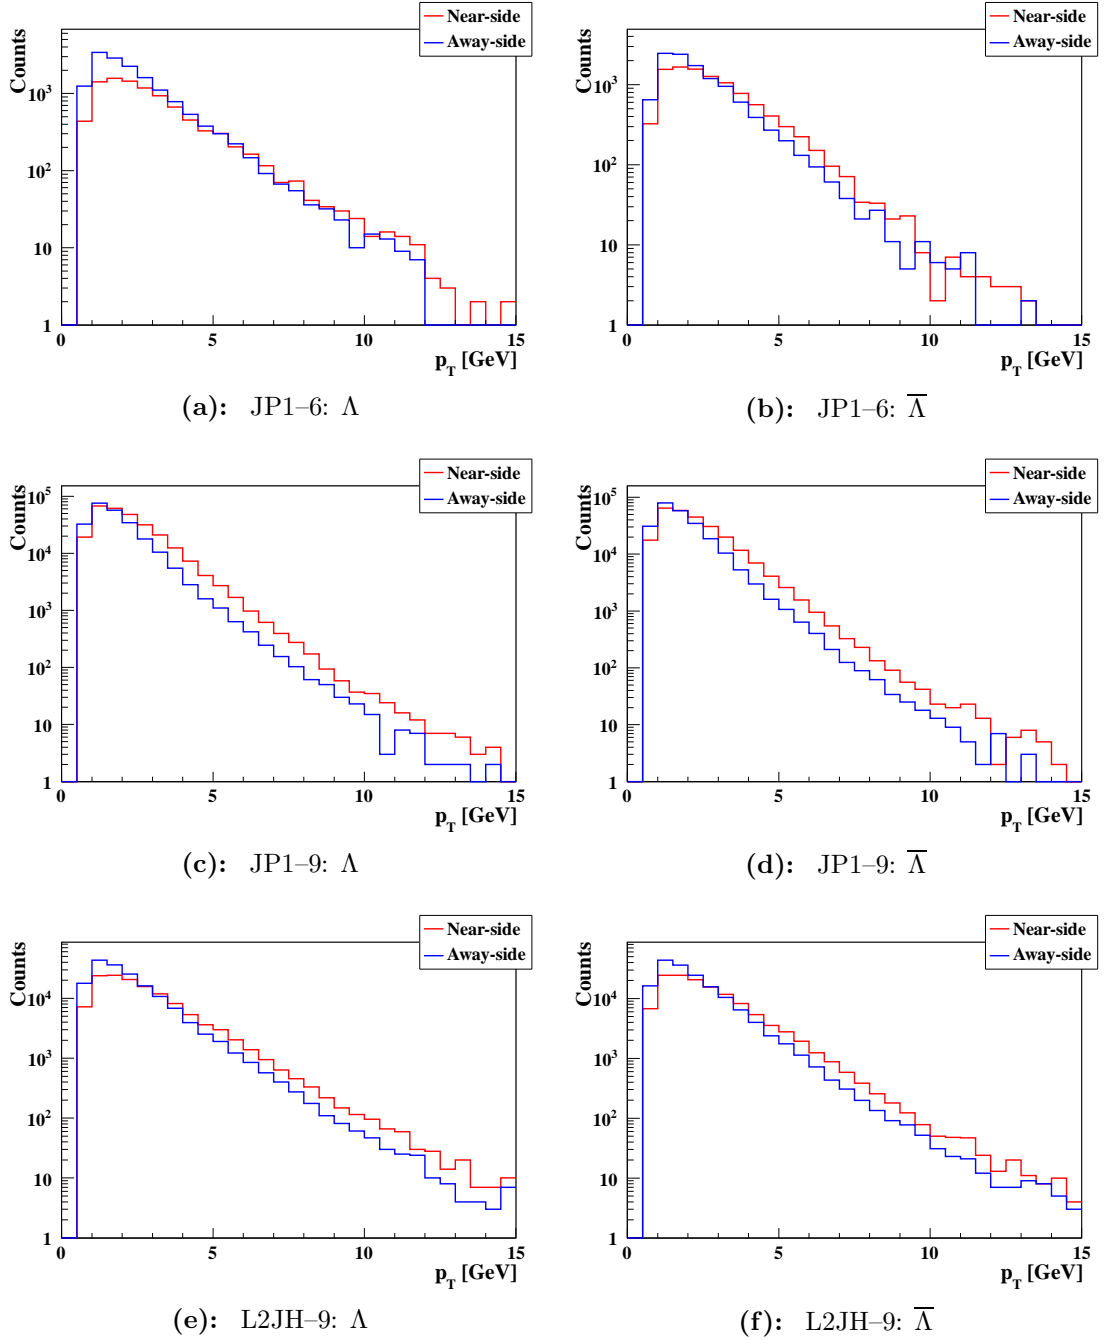 Near-side
Away-side
Counts
10³
10²
10
1
0 5 10 15
p_T [GeV]
(a): JP1–6: Λ
Near-side
Away-side
Counts
10³
10²
10
1
0 5 10 15
p_T [GeV]
(b): JP1–6: Λ̅
Near-side
Away-side
Counts
10⁵
10⁴
10³
10²
10
1
0 5 10 15
p_T [GeV]
(c): JP1–9: Λ
Near-side
Away-side
Counts
10⁵
10⁴
10³
10²
10
1
0 5 10 15
p_T [GeV]
(d): JP1–9: Λ̅
Near-side
Away-side
Counts
10⁴
10³
10²
10
1
0 5 10 15
p_T [GeV]
(e): L2JH–9: Λ
Near-side
Away-side
Counts
10⁴
10³
10²
10
1
0 5 10 15
p_T [GeV]
(f): L2JH–9: Λ̅